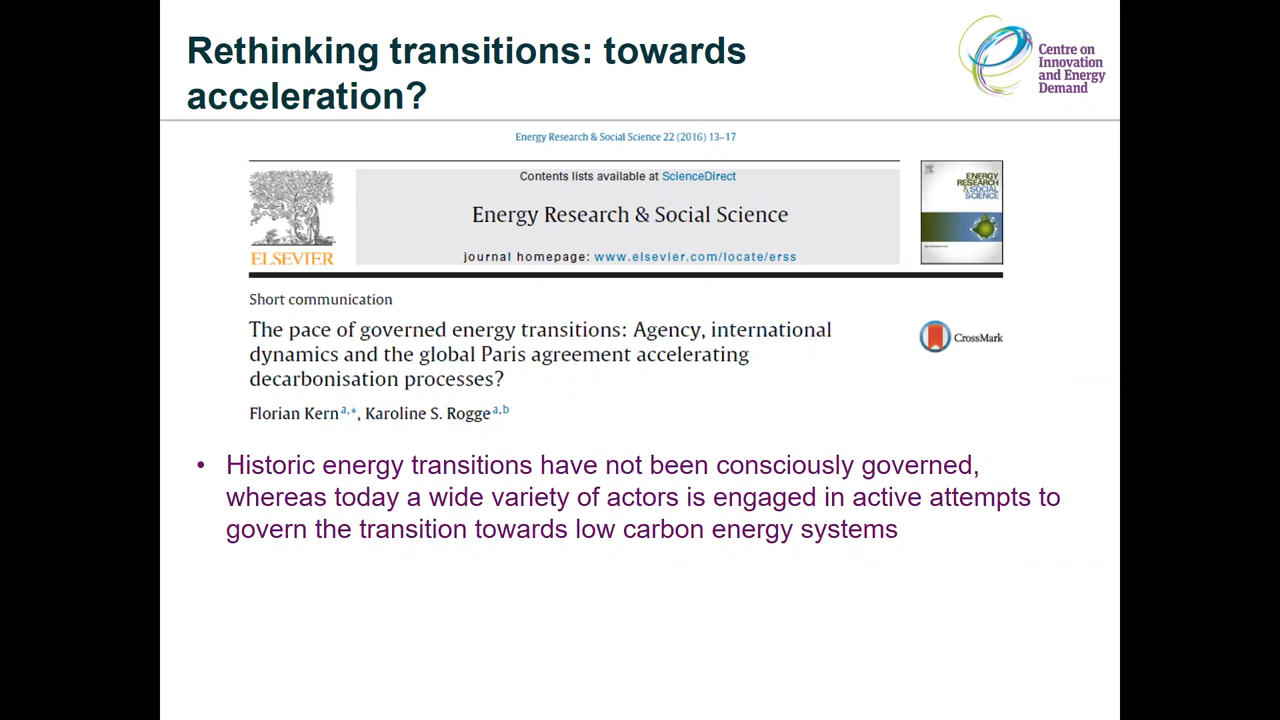 Rethinking transitions: towards
acceleration?
Centre on
Innovation
and Energy
Demand
Energy Research & Social Science 22 (2016) 13–17
Contents lists available at ScienceDirect
Energy Research & Social Science
journal homepage: www.elsevier.com/locate/erss
ELSEVIER
ENERGY
RESEARCH
& SOCIAL
SCIENCE
Short communication
The pace of governed energy transitions: Agency, international
dynamics and the global Paris agreement accelerating
decarbonisation processes?
CrossMark
Florian Kern a,*, Karoline S. Rogge a,b
• Historic energy transitions have not been consciously governed,
whereas today a wide variety of actors is engaged in active attempts to
govern the transition towards low carbon energy systems